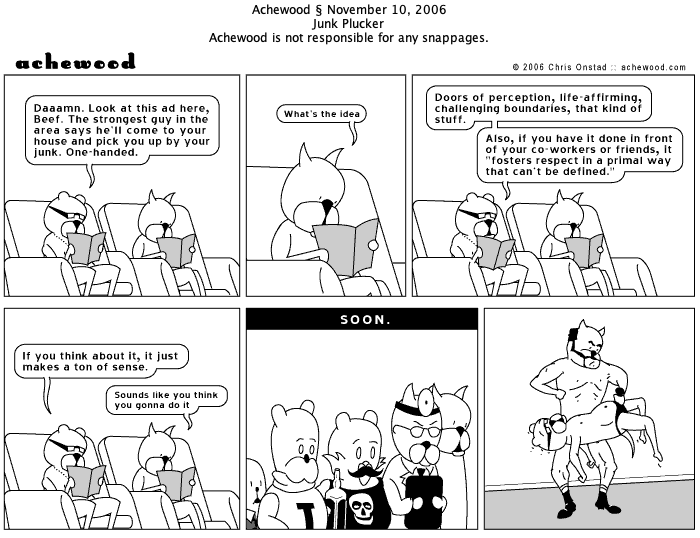 Achewood § November 10, 2006
Junk Plucker
Achewood is not responsible for any snappages.
achewood
© 2006 Chris Onstad :: achewood.com
Daaamn. Look at this ad here,
Beef. The strongest guy in the
area says he'll come to your
house and pick you up by your
junk. One-handed.
What's the idea
Doors of perception, life-affirming,
challenging boundaries, that kind of
stuff.
Also, if you have it done in front
of your co-workers or friends, it
"fosters respect in a primal way
that can't be defined."
If you think about it, it just
makes a ton of sense.
Sounds like you think
you gonna do it
SOON.
T